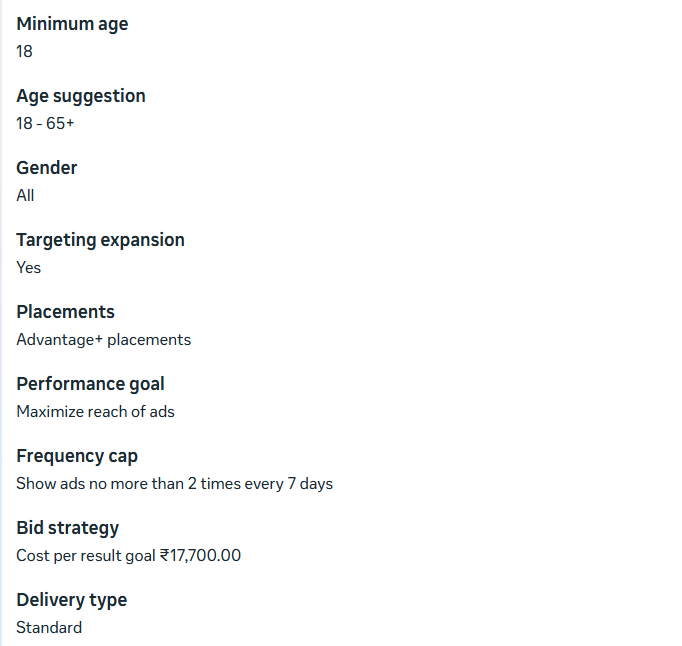 Minimum age
18
Age suggestion
18 - 65+
Gender
All
Targeting expansion
Yes
Placements
Advantage+ placements
Performance goal
Maximize reach of ads
Frequency cap
Show ads no more than 2 times every 7 days
Bid strategy
Cost per result goal ₹17,700.00
Delivery type
Standard